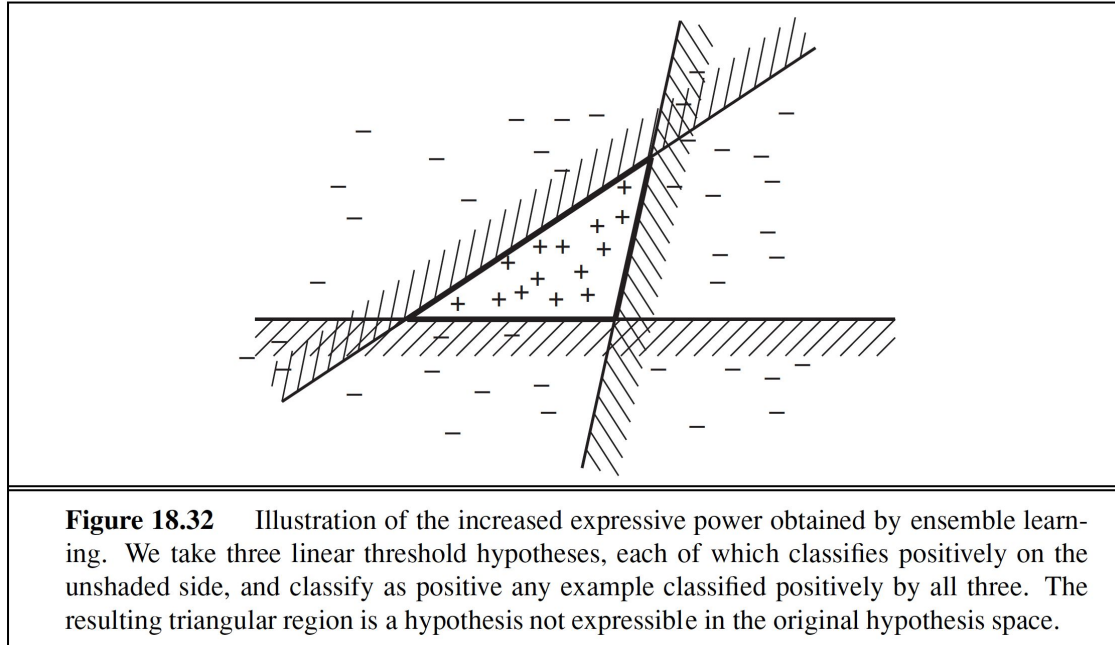 Figure 18.32 Illustration of the increased expressive power obtained by ensemble learn-
ing. We take three linear threshold hypotheses, each of which classifies positively on the
unshaded side, and classify as positive any example classified positively by all three. The
resulting triangular region is a hypothesis not expressible in the original hypothesis space.